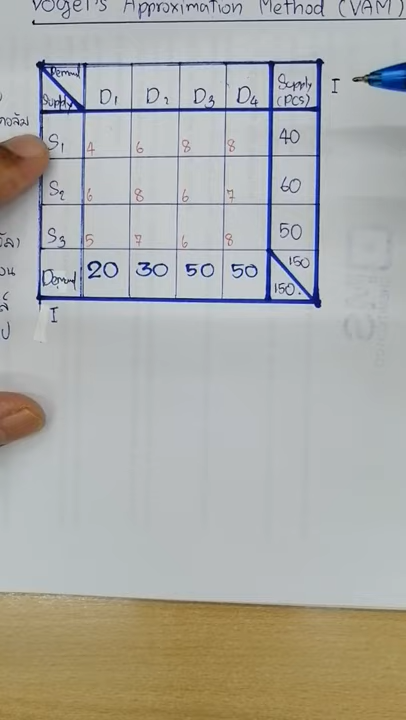 Vogel's Approximation Method (VAM)
Demand
Supply
D1 D2 D3 D4 Supply (pcs) I
S1 4 6 8 8 40
S2 6 8 6 7 60
S3 5 7 6 8 50
Demand 20 30 50 50 150
150
I